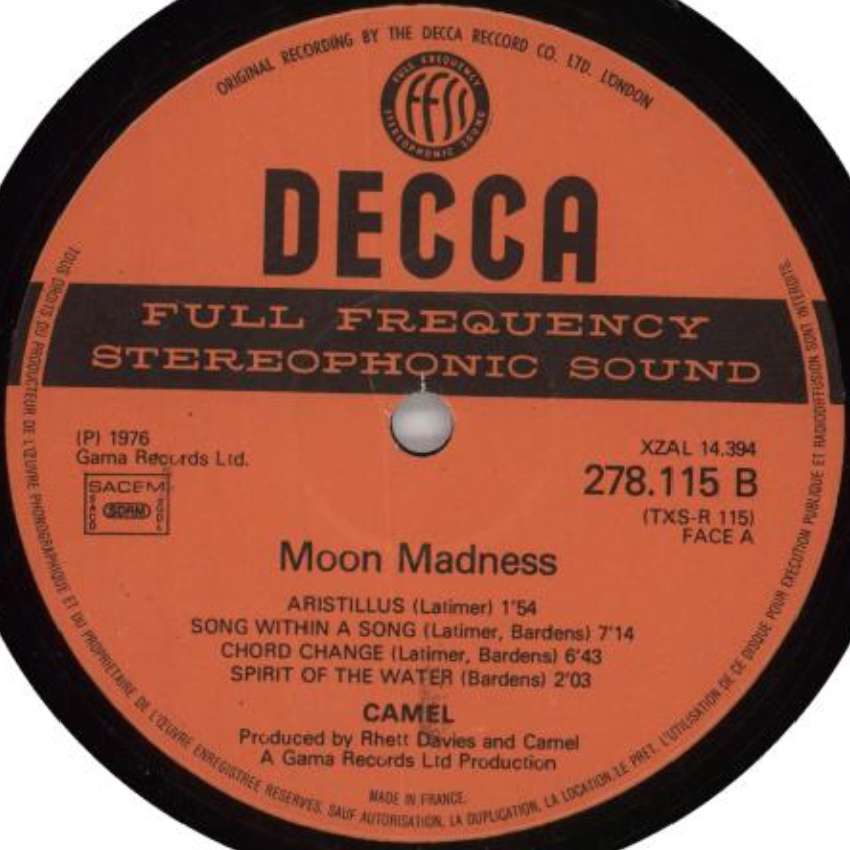 ORIGINAL RECORDING BY THE DECCA RECCORD CO. LTD. LONDON
FULL FREQUENCY
FFSS
STEREOPHONIC SOUND
DECCA
FULL FREQUENCY
STEREOPHONIC SOUND
(P) 1976
Gama Records Ltd.
SACEM
SACD
SDRM
SGDL
XZAL 14.394
278.115 B
(TXS-R 115)
FACE A
Moon Madness
ARISTILLUS (Latimer) 1'54
SONG WITHIN A SONG (Latimer, Bardens) 7'14
CHORD CHANGE (Latimer, Bardens) 6'43
SPIRIT OF THE WATER (Bardens) 2'03
CAMEL
Produced by Rhett Davies and Camel
A Gama Records Ltd Production
MADE IN FRANCE.
TOUS DROITS DU PRODUCTEUR DE L'ŒUVRE PHONOGRAPHIQUE ET DU PROPRIETAIRE DE L'ŒUVRE ENREGISTREE RESERVES. SAUF AUTORISATION, LA DUPLICATION, LA LOCATION, LE PRET, L'UTILISATION DE CE DISQUE POUR EXECUTION PUBLIQUE ET RADIODIFFUSION SONT INTERDITS.